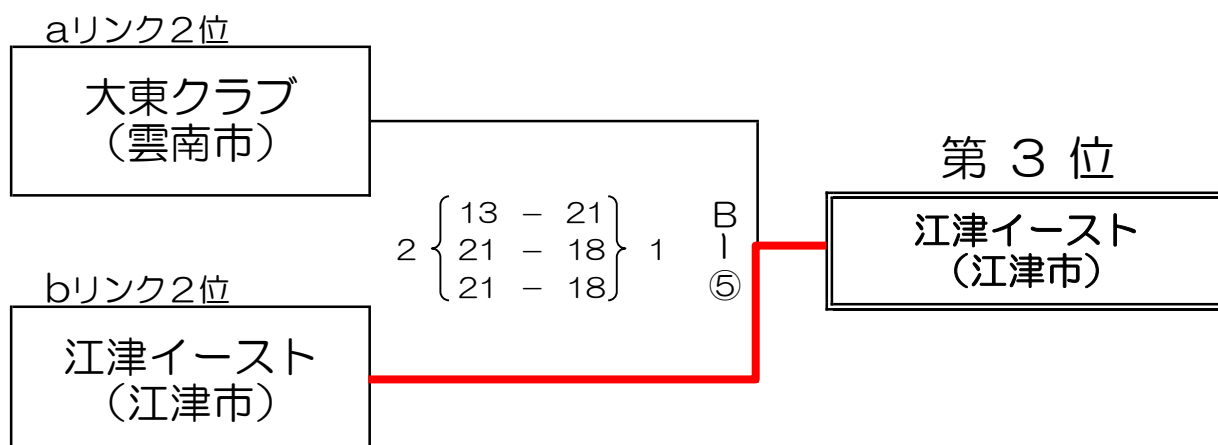 aリンク２位
大東クラブ
（雲南市）
第 ３ 位
2 13 － 21 1
21 － 18
21 － 18
B
ー
⑤
江津イースト
（江津市）
bリンク２位
江津イースト
（江津市）